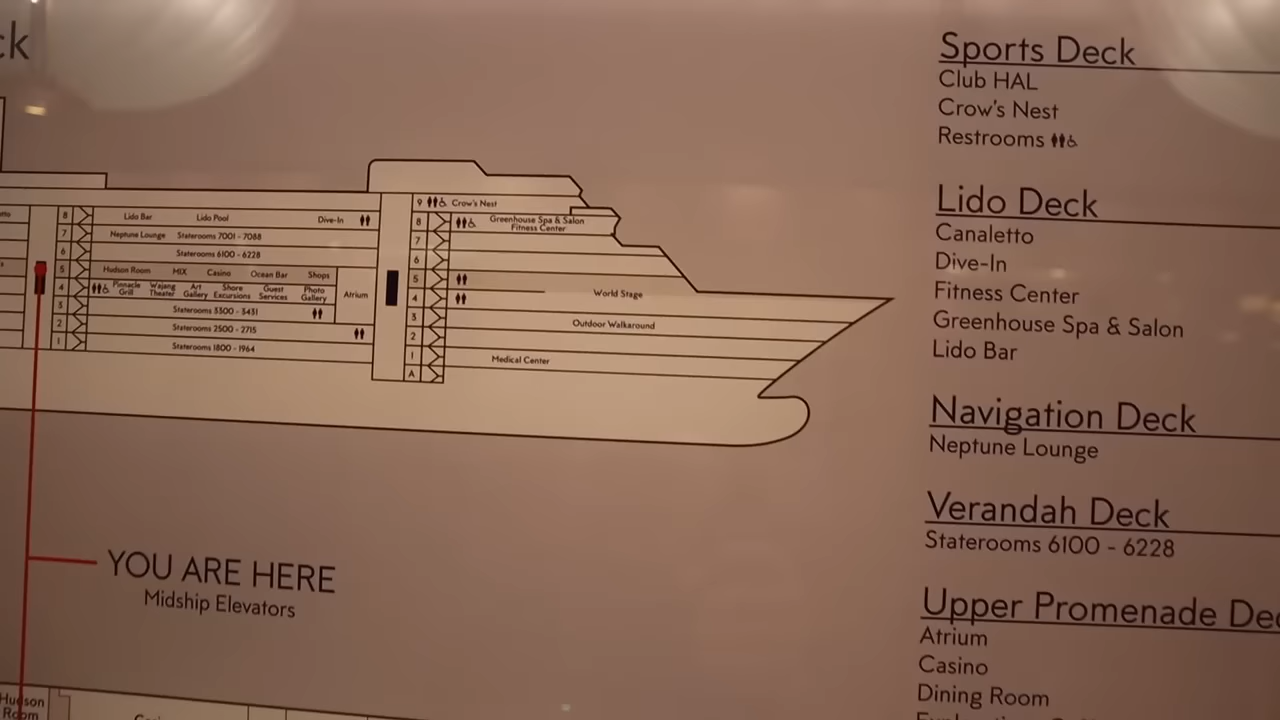 ck
8 Lido Bar Lido Pool Dive-In
7 Neptune Lounge Staterooms 7001 - 7088
6 Staterooms 6100 - 6228
5 Hudson Room MIX Casino Ocean Bar Shops
4 Pinnacle Grill Wajang Theater Art Gallery Shore Excursions Guest Services Photo Gallery
Atrium
3 Staterooms 3300 - 3431
2 Staterooms 2500 - 2715
1 Staterooms 1800 - 1964
9 Crow's Nest
8 Greenhouse Spa & Salon
Fitness Center
7
6
5
World Stage
4
3 Outdoor Walkaround
2
1 Medical Center
A
YOU ARE HERE
Midship Elevators
Hudson
Room
Sports Deck
Club HAL
Crow's Nest
Restrooms
Lido Deck
Canaletto
Dive-In
Fitness Center
Greenhouse Spa & Salon
Lido Bar
Navigation Deck
Neptune Lounge
Verandah Deck
Staterooms 6100 - 6228
Upper Promenade Dec
Atrium
Casino
Dining Room